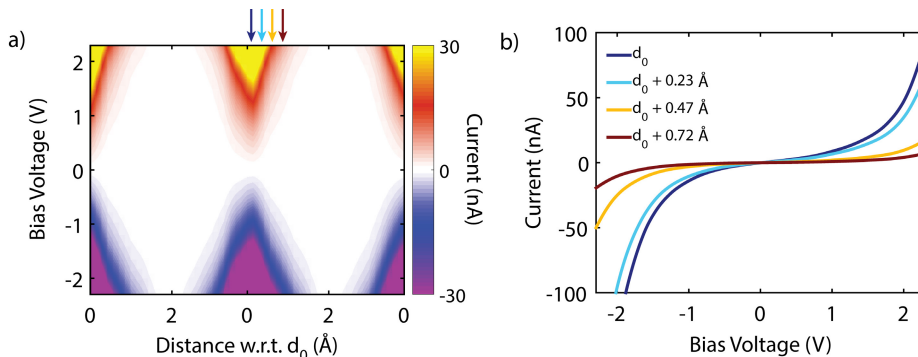 a)
Bias Voltage (V)
2
1
0
-1
-2
0
2
0
2
0
Distance w.r.t. d₀ (Å)
30
0
-30
Current (nA)
b)
d₀
d₀ + 0.23 Å
d₀ + 0.47 Å
d₀ + 0.72 Å
Current (nA)
100
50
0
-50
-100
-2
-1
0
1
2
Bias Voltage (V)